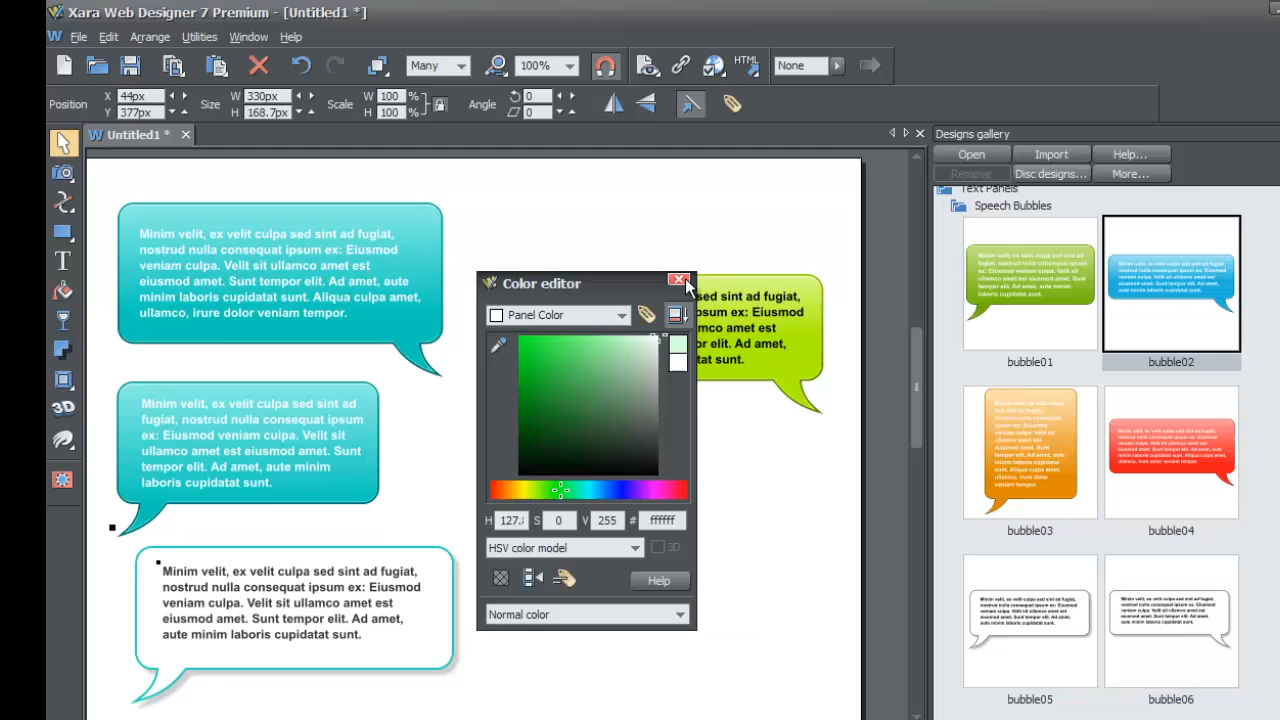 Xara Web Designer 7 Premium - [Untitled1 *]
File Edit Arrange Utilities Window Help
Many 100% HTML None
Position X 44px Y 377px Size W 330px H 168.7px Scale W 100 % H 100 % Angle 0 0
Untitled1 *
Designs gallery
Open Import Help...
Remove Disc designs... More...
Text Panels
Speech Bubbles
Minim velit, ex velit culpa sed sint ad fugiat,
nostrud nulla consequat ipsum ex: Eiusmod
veniam culpa. Velit sit ullamco amet est
eiusmod amet. Sunt tempor elit. Ad amet, aute
minim laboris cupidatat sunt. Aliqua culpa amet,
ullamco, irure dolor veniam tempor.
Minim velit, ex velit culpa sed sint ad
fugiat, nostrud nulla consequat ipsum
ex: Eiusmod veniam culpa. Velit sit
ullamco amet est eiusmod amet. Sunt
tempor elit. Ad amet, aute minim
laboris cupidatat sunt.
Minim velit, ex velit culpa sed sint ad fugiat,
nostrud nulla consequat ipsum ex: Eiusmod
veniam culpa. Velit sit ullamco amet est
eiusmod amet. Sunt tempor elit. Ad amet,
aute minim laboris cupidatat sunt.
Color editor
Panel Color
H 127. S 0 V 255 # ffffff
HSV color model 3D
Help
Normal color
sed sint ad fugiat,
psum ex: Eiusmod
mco amet est
or elit. Ad amet,
tat sunt.
bubble01 bubble02
bubble03 bubble04
bubble05 bubble06
T
3D